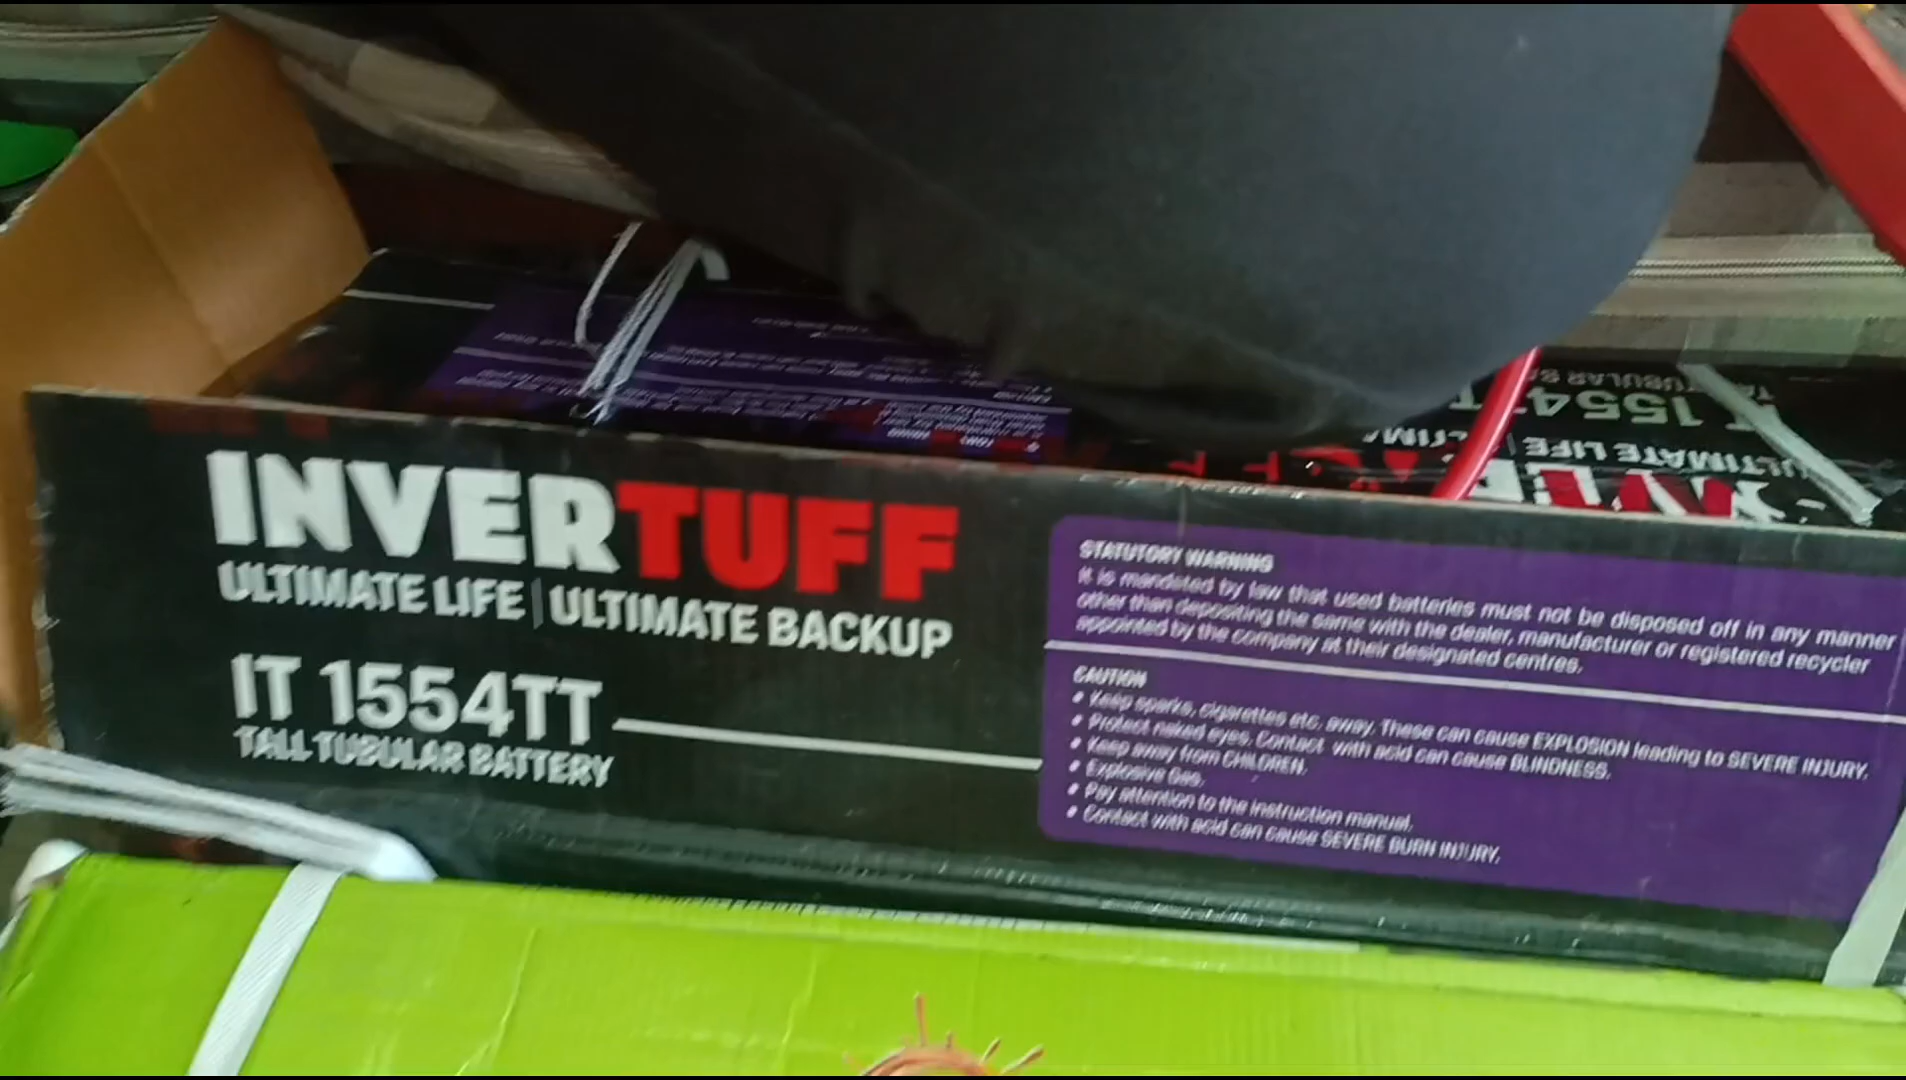 INVERTUFF
ULTIMATE LIFE | ULTIMATE BACKUP
IT 1554TT
TALL TUBULAR BATTERY
STATUTORY WARNING
It is mandated by law that used batteries must not be disposed off in any manner
other than depositing the same with the dealer, manufacturer or registered recycler
appointed by the company at their designated centres.
CAUTION
• Keep sparks, cigarettes etc. away. These can cause EXPLOSION leading to SEVERE INJURY.
• Protect naked eyes. Contact with acid can cause BLINDNESS.
• Keep away from CHILDREN.
• Explosive Gas.
• Pay attention to the instruction manual.
• Contact with acid can cause SEVERE BURN INJURY.
IT 1554
ULTIMATE LIFE